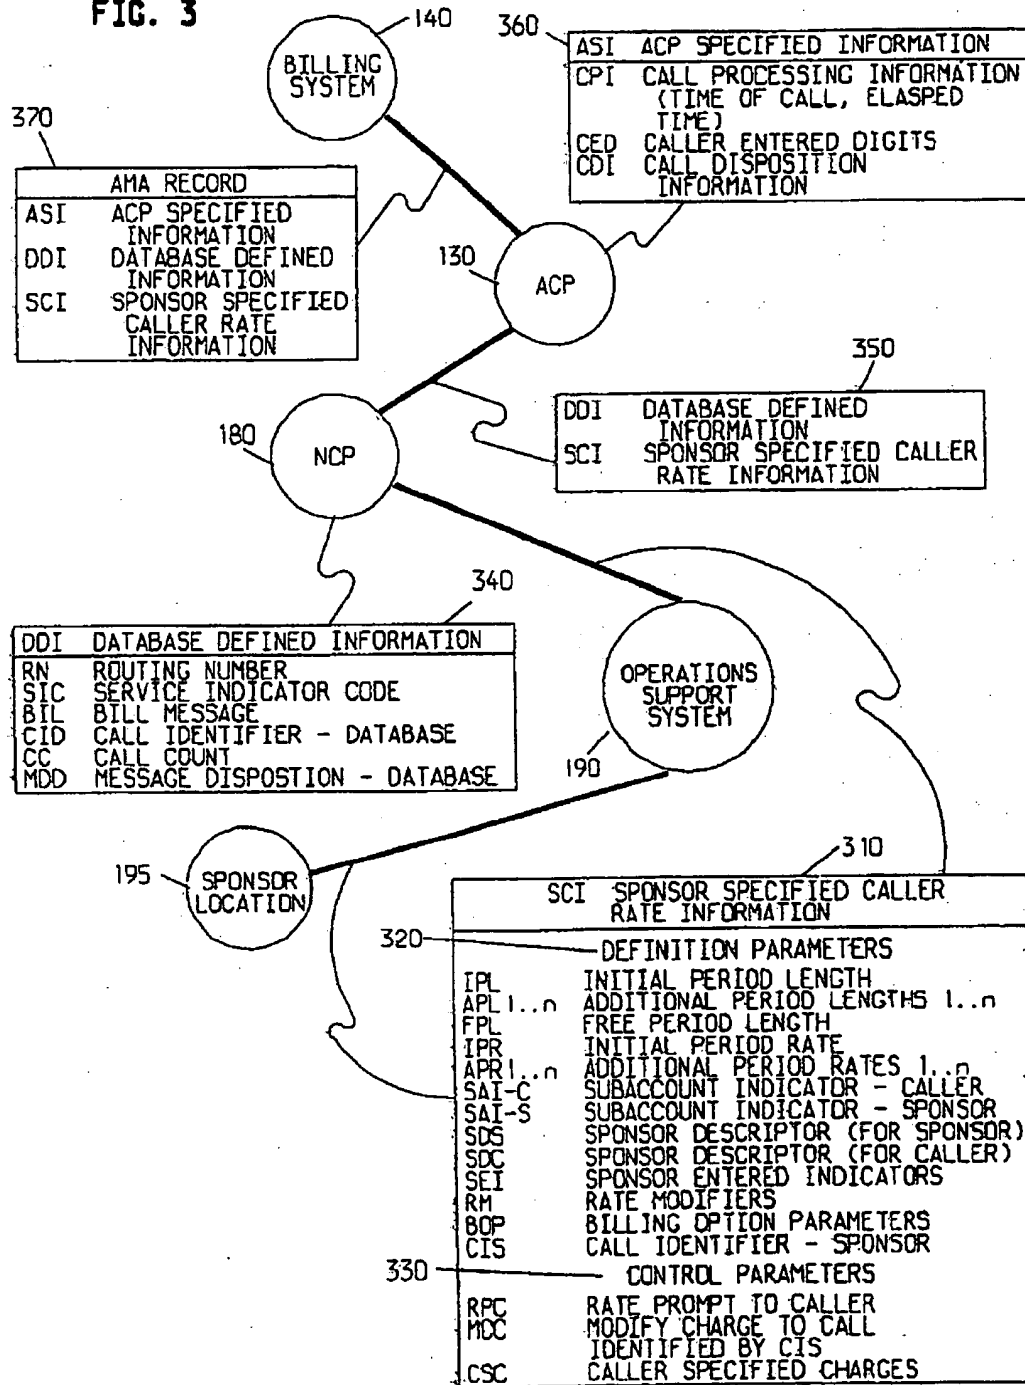 FIG. 3
140
BILLING
SYSTEM
360
ASI ACP SPECIFIED INFORMATION
CPI CALL PROCESSING INFORMATION
(TIME OF CALL, ELASPED
TIME)
CED CALLER ENTERED DIGITS
CDI CALL DISPOSITION
INFORMATION
370
AMA RECORD
ASI ACP SPECIFIED
INFORMATION
DDI DATABASE DEFINED
INFORMATION
SCI SPONSOR SPECIFIED
CALLER RATE
INFORMATION
130
ACP
350
DDI DATABASE DEFINED
INFORMATION
SCI SPONSOR SPECIFIED CALLER
RATE INFORMATION
180
NCP
340
DDI DATABASE DEFINED INFORMATION
RN ROUTING NUMBER
SIC SERVICE INDICATOR CODE
BIL BILL MESSAGE
CID CALL IDENTIFIER - DATABASE
CC CALL COUNT
MDD MESSAGE DISPOSTION - DATABASE
OPERATIONS
SUPPORT
SYSTEM
190
195
SPONSOR
LOCATION
310
SCI SPONSOR SPECIFIED CALLER
RATE INFORMATION
320
DEFINITION PARAMETERS
IPL INITIAL PERIOD LENGTH
APL1..n ADDITIONAL PERIOD LENGTHS 1..n
FPL FREE PERIOD LENGTH
IPR INITIAL PERIOD RATE
APR1..n ADDITIONAL PERIOD RATES 1..n
SAI-C SUBACCOUNT INDICATOR - CALLER
SAI-S SUBACCOUNT INDICATOR - SPONSOR
SDS SPONSOR DESCRIPTOR (FOR SPONSOR)
SDC SPONSOR DESCRIPTOR (FOR CALLER)
SEI SPONSOR ENTERED INDICATORS
RM RATE MODIFIERS
BOP BILLING OPTION PARAMETERS
CIS CALL IDENTIFIER - SPONSOR
330
CONTROL PARAMETERS
RPC RATE PROMPT TO CALLER
MDC MODIFY CHARGE TO CALL
IDENTIFIED BY CIS
CSC CALLER SPECIFIED CHARGES